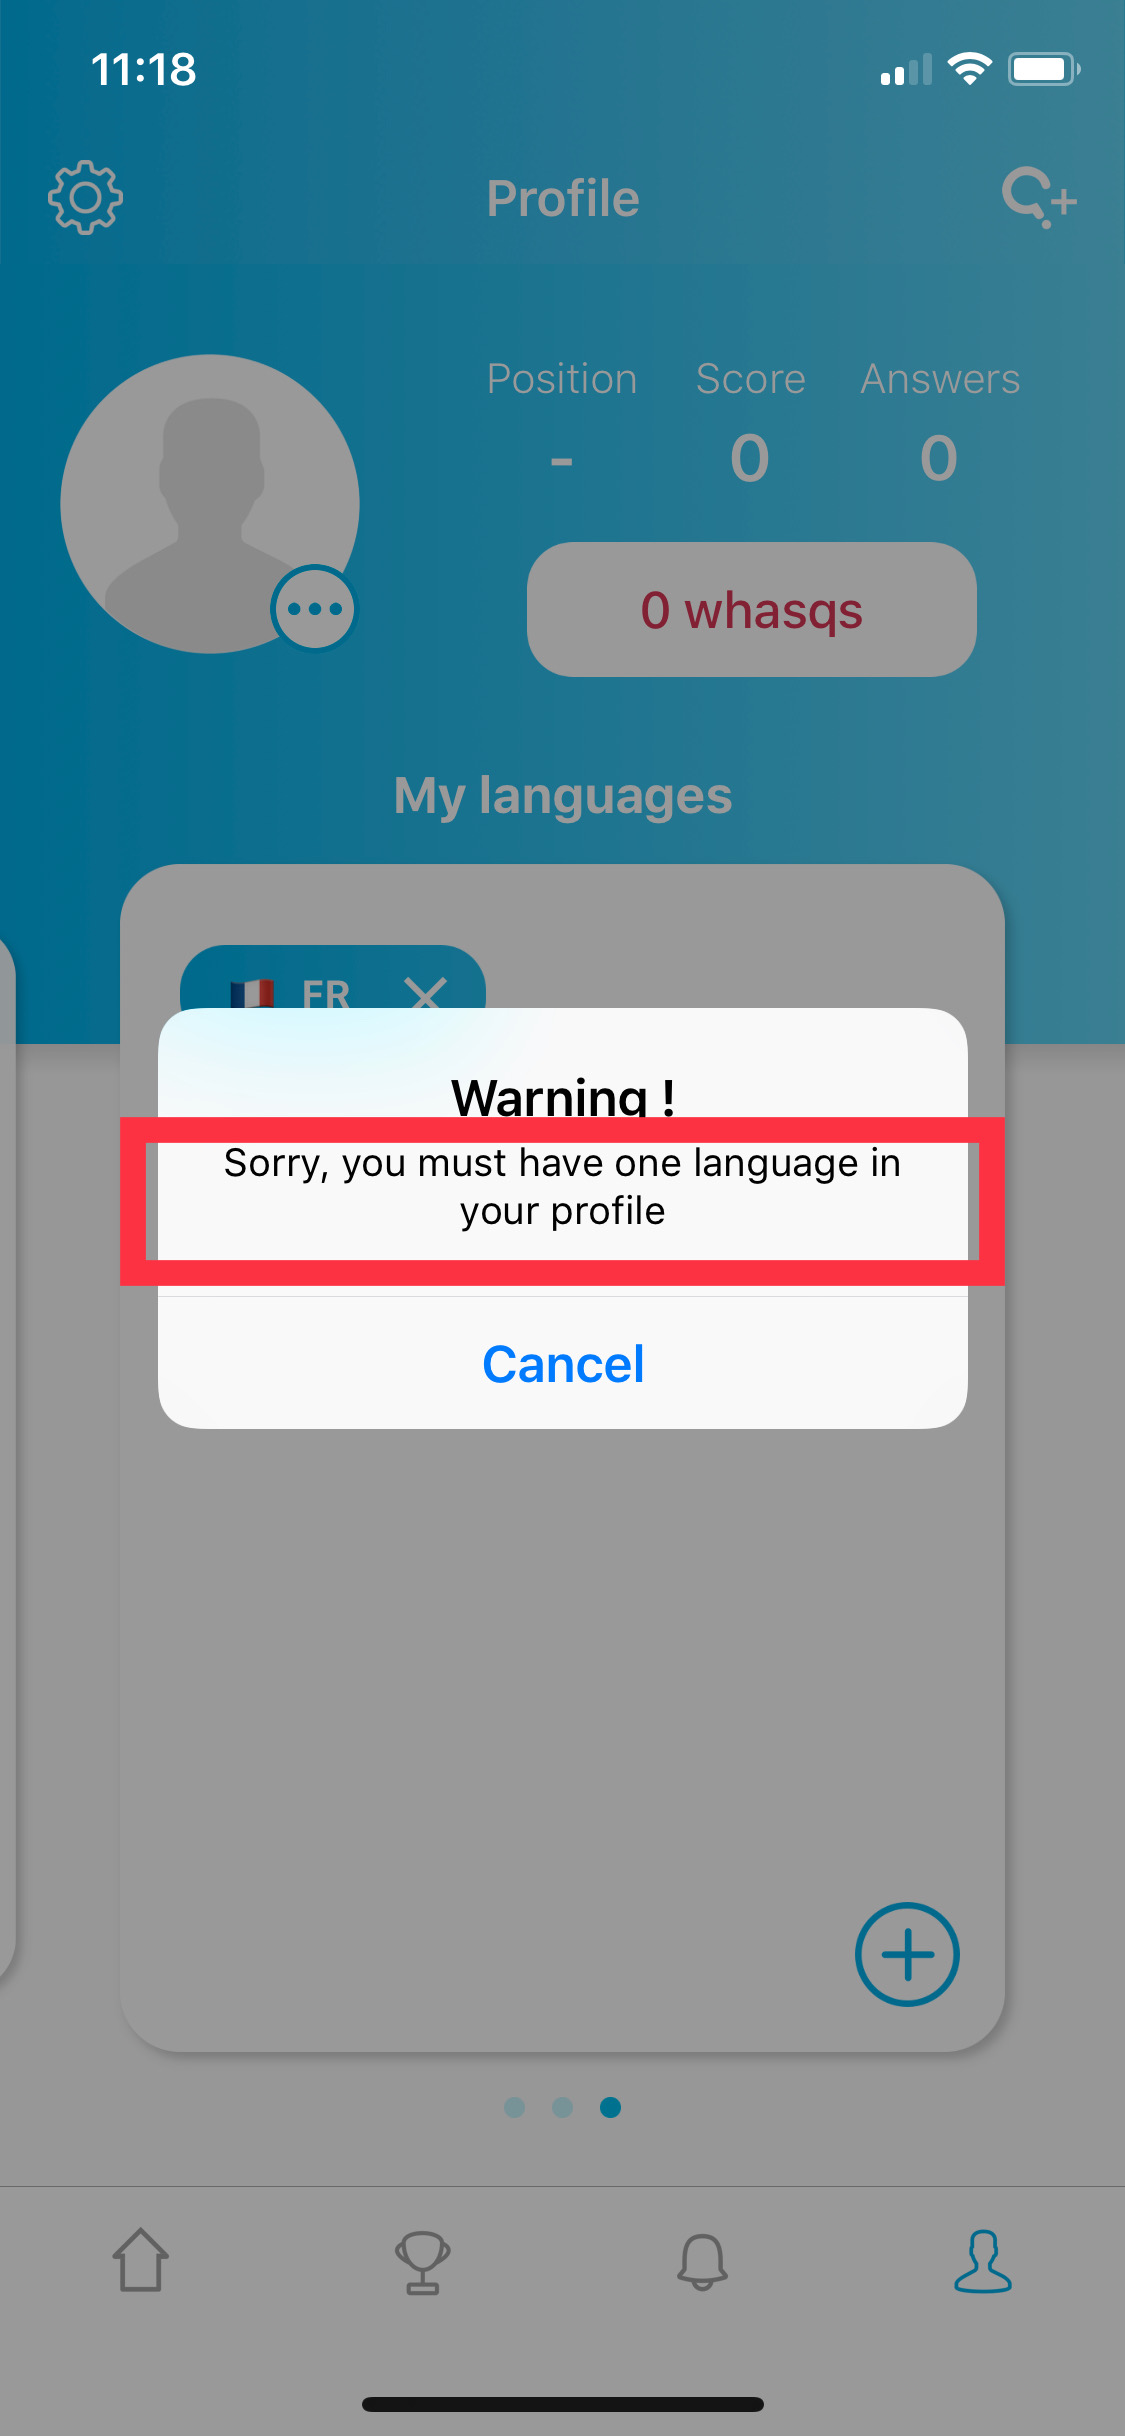 11:18
Profile
Position Score Answers
- 0 0
0 whasqs
My languages
FR
Warning !
Sorry, you must have one language in
your profile
Cancel